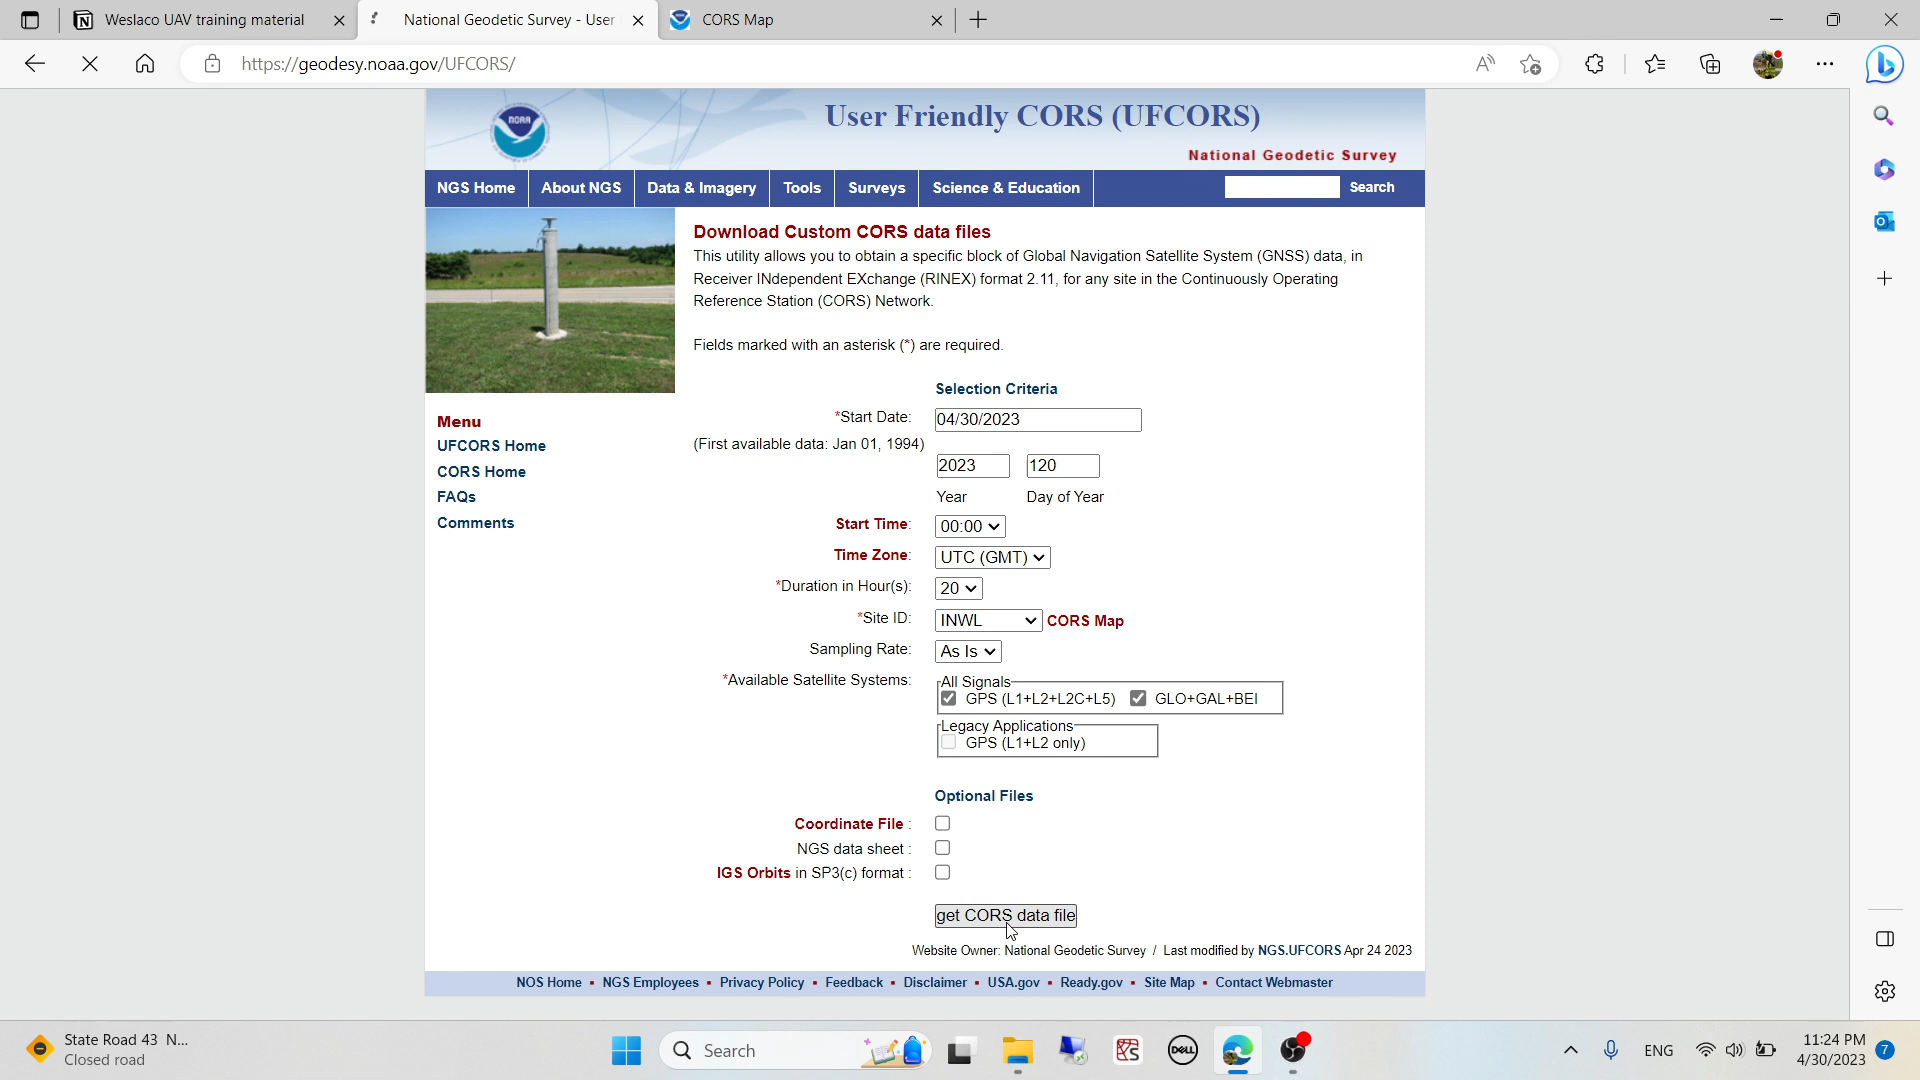 Weslaco UAV training material
National Geodetic Survey - User
CORS Map
https://geodesy.noaa.gov/UFCORS/
NOAA
User Friendly CORS (UFCORS)
National Geodetic Survey
NGS Home
About NGS
Data & Imagery
Tools
Surveys
Science & Education
Search
Download Custom CORS data files
This utility allows you to obtain a specific block of Global Navigation Satellite System (GNSS) data, in
Receiver INdependent EXchange (RINEX) format 2.11, for any site in the Continuously Operating
Reference Station (CORS) Network.
Fields marked with an asterisk (*) are required.
Selection Criteria
Menu
UFCORS Home
CORS Home
FAQs
Comments
*Start Date: 04/30/2023
(First available data: Jan 01, 1994)
2023 120
Year Day of Year
Start Time: 00:00
Time Zone: UTC (GMT)
*Duration in Hour(s): 20
*Site ID: INWL CORS Map
Sampling Rate: As Is
*Available Satellite Systems: All Signals
GPS (L1+L2+L2C+L5) GLO+GAL+BEI
Legacy Applications
GPS (L1+L2 only)
Optional Files
Coordinate File :
NGS data sheet :
IGS Orbits in SP3(c) format :
get CORS data file
Website Owner: National Geodetic Survey / Last modified by NGS.UFCORS Apr 24 2023
NOS Home • NGS Employees • Privacy Policy • Feedback • Disclaimer • USA.gov • Ready.gov • Site Map • Contact Webmaster
State Road 43 N...
Closed road
Search
DELL
ENG
11:24 PM
4/30/2023
7